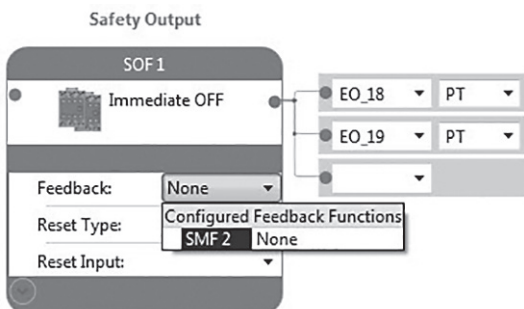 Safety Output
SOF 1
Immediate OFF
EO_18 PT
EO_19 PT
Feedback: None
Configured Feedback Functions
Reset Type: SMF 2 None
Reset Input: